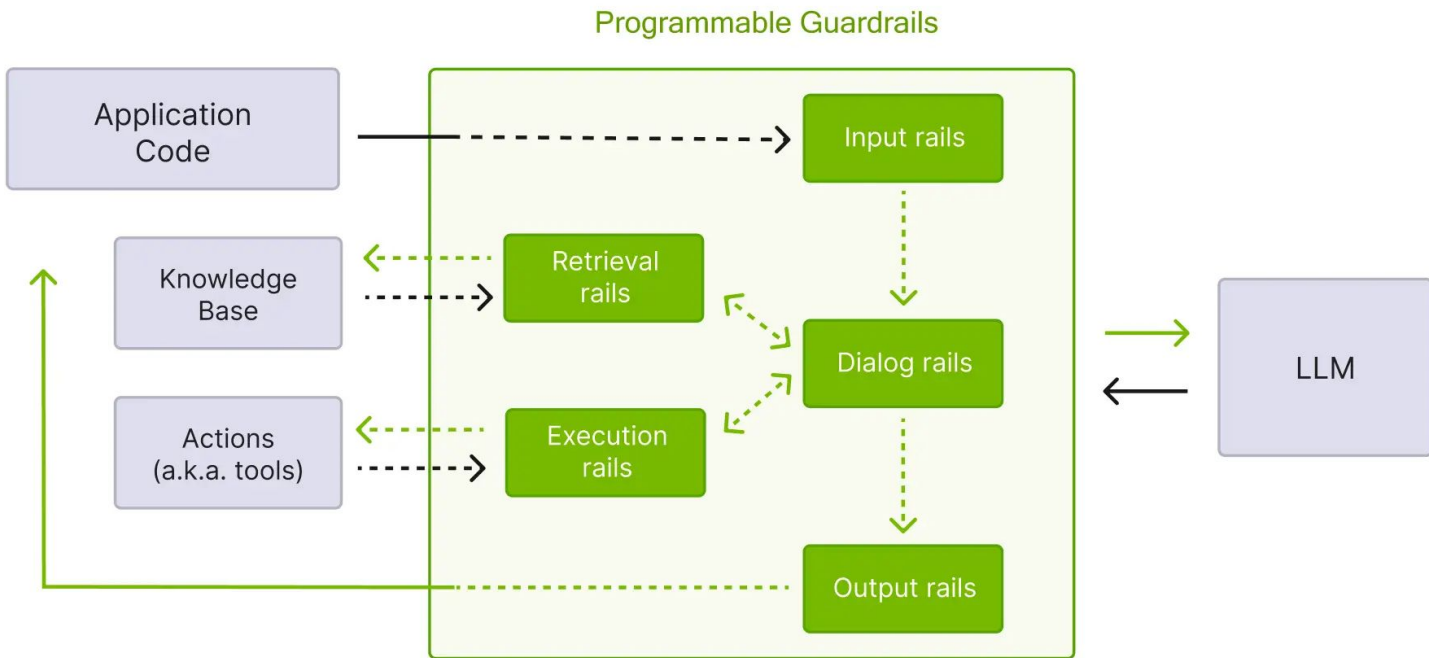 Programmable Guardrails
Application
Code
Input rails
Knowledge
Base
Retrieval
rails
Dialog rails
LLM
Actions
(a.k.a. tools)
Execution
rails
Output rails